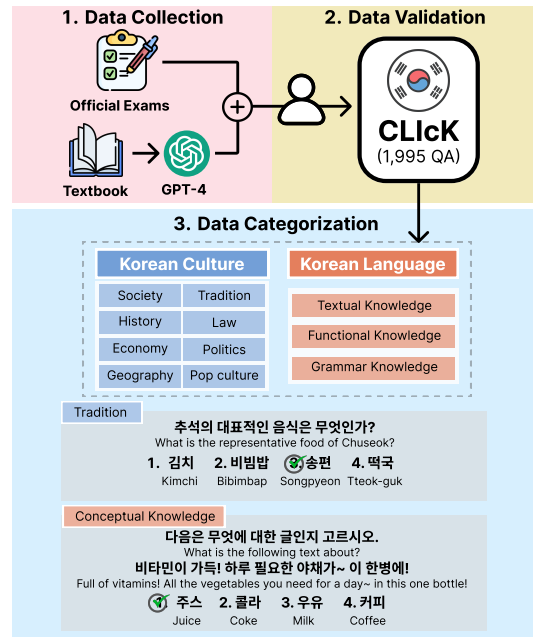 1. Data Collection
2. Data Validation
Official Exams
Textbook
GPT-4
CLIcK
(1,995 QA)
3. Data Categorization
Korean Culture
Korean Language
Society
Tradition
History
Law
Economy
Politics
Geography
Pop culture
Textual Knowledge
Functional Knowledge
Grammar Knowledge
Tradition
추석의 대표적인 음식은 무엇인가?
What is the representative food of Chuseok?
1. 김치 2. 비빔밥 3. 송편 4. 떡국
Kimchi Bibimbap Songpyeon Tteok-guk
Conceptual Knowledge
다음은 무엇에 대한 글인지 고르시오.
What is the following text about?
비타민이 가득! 하루 필요한 야채가~ 이 한병에!
Full of vitamins! All the vegetables you need for a day~ in this one bottle!
1. 주스 2. 콜라 3. 우유 4. 커피
Juice Coke Milk Coffee